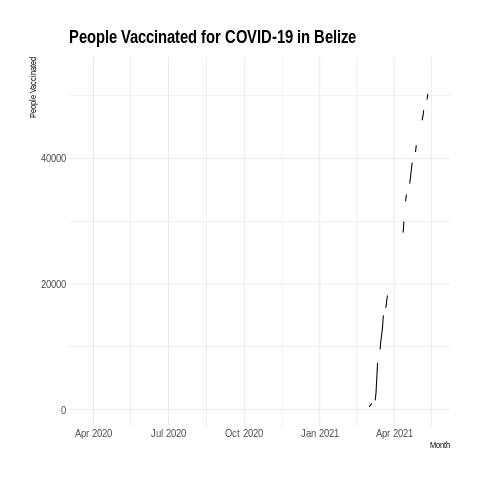 People Vaccinated for COVID-19 in Belize
People Vaccinated
40000
20000
0
Apr 2020
Jul 2020
Oct 2020
Jan 2021
Apr 2021
Month